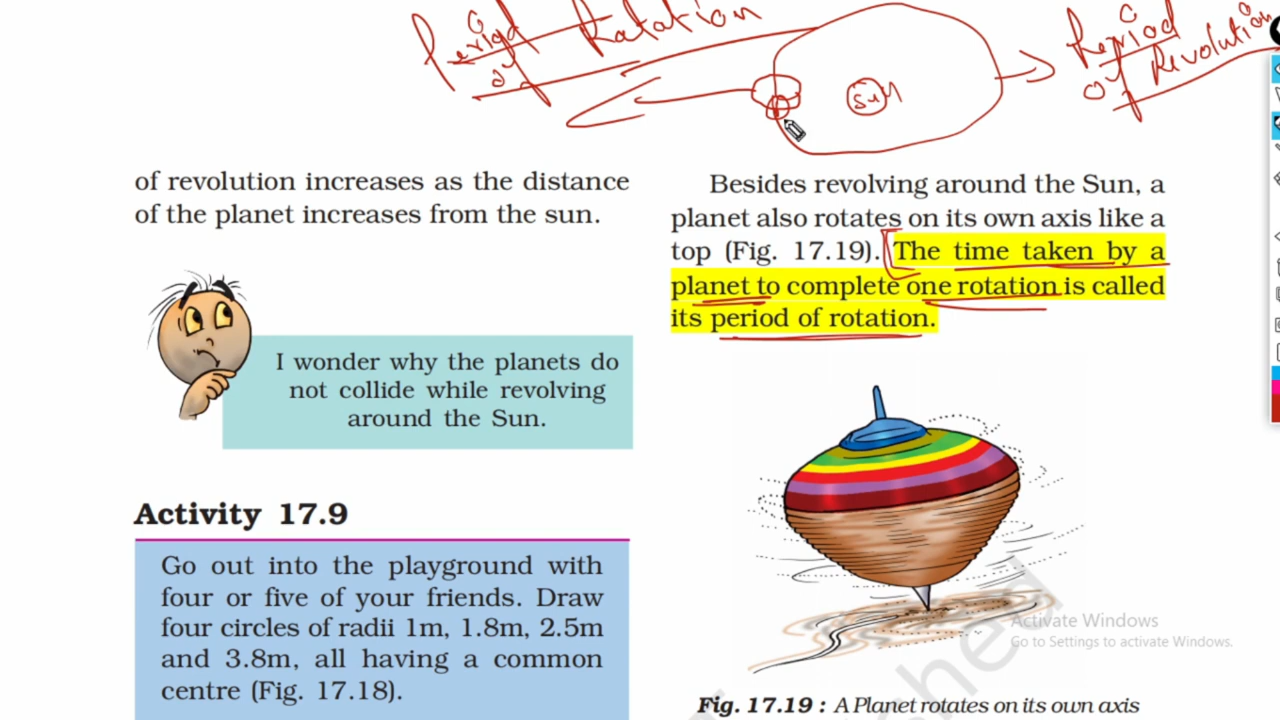 Period
of
Ratation
Sun
Period
of Revolution
of revolution increases as the distance
of the planet increases from the sun.
I wonder why the planets do
not collide while revolving
around the Sun.
Activity 17.9
Go out into the playground with
four or five of your friends. Draw
four circles of radii 1m, 1.8m, 2.5m
and 3.8m, all having a common
centre (Fig. 17.18).
Besides revolving around the Sun, a
planet also rotates on its own axis like a
top (Fig. 17.19). The time taken by a
planet to complete one rotation is called
its period of rotation.
Fig. 17.19 : A Planet rotates on its own axis
Activate Windows
Go to Settings to activate Windows.